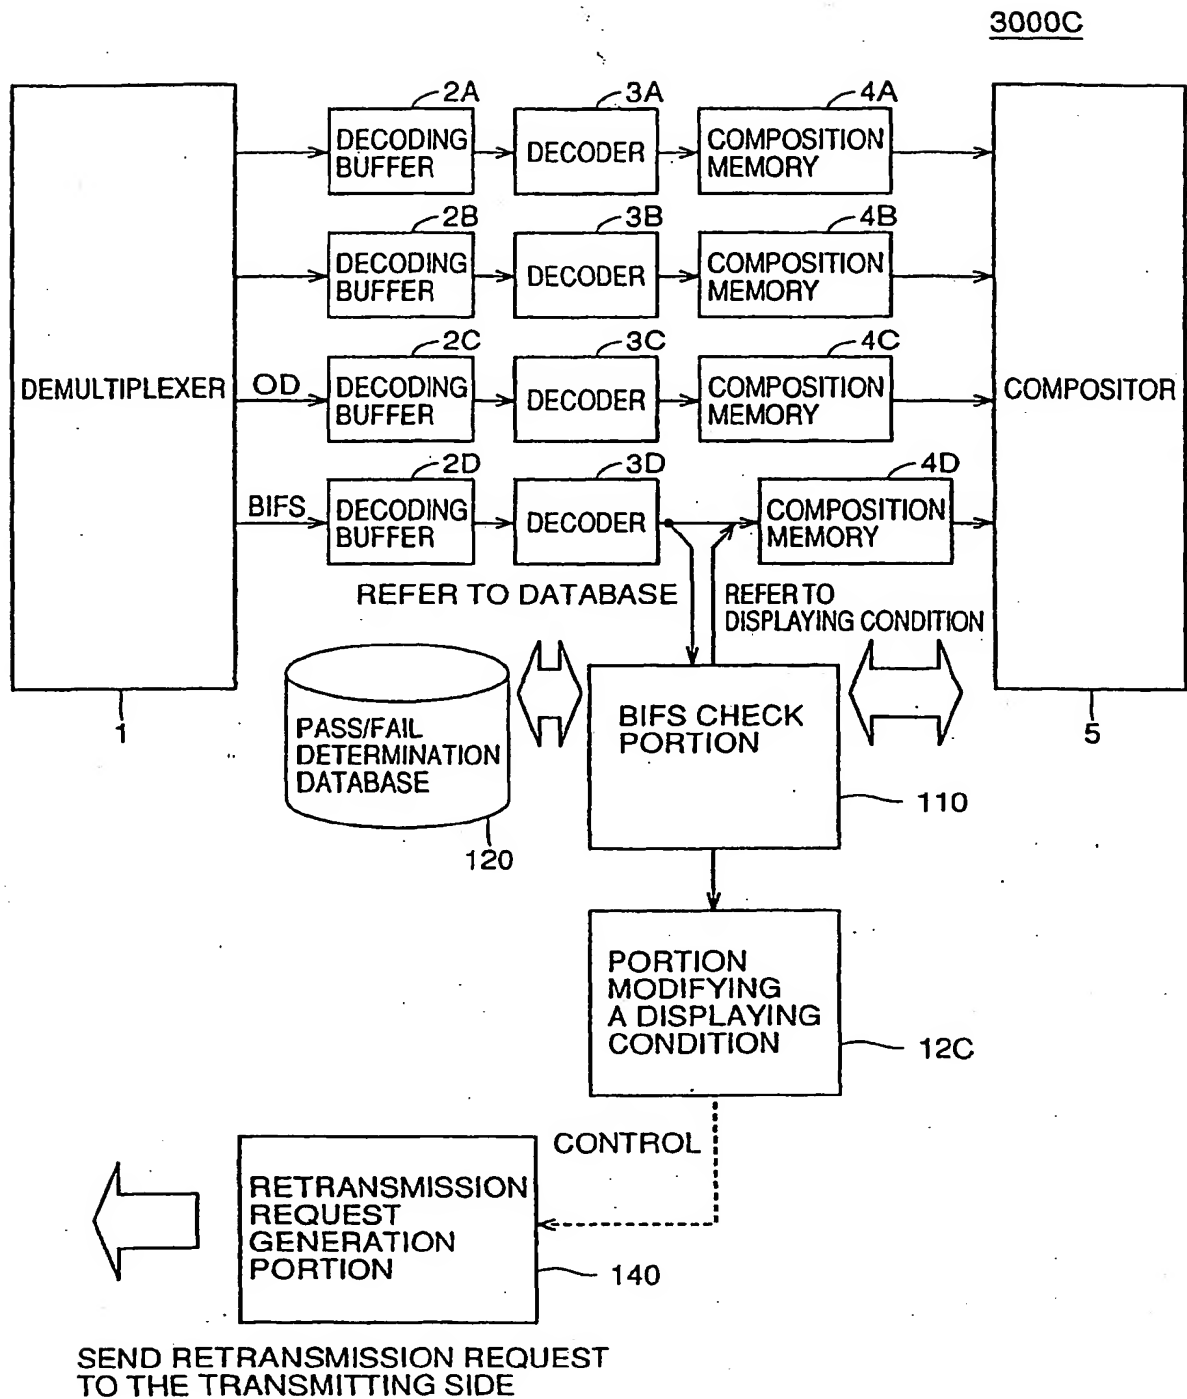 3000C
2A
3A
4A
DECODING
BUFFER
DECODER
COMPOSITION
MEMORY
2B
3B
4B
DECODING
BUFFER
DECODER
COMPOSITION
MEMORY
2C
3C
4C
DEMULTIPLEXER
OD
DECODING
BUFFER
DECODER
COMPOSITION
MEMORY
COMPOSITOR
2D
3D
4D
BIFS
DECODING
BUFFER
DECODER
COMPOSITION
MEMORY
REFER TO DATABASE
REFER TO
DISPLAYING CONDITION
1
5
PASS/FAIL
DETERMINATION
DATABASE
120
BIFS CHECK
PORTION
110
PORTION
MODIFYING
A DISPLAYING
CONDITION
12C
CONTROL
RETRANSMISSION
REQUEST
GENERATION
PORTION
140
SEND RETRANSMISSION REQUEST
TO THE TRANSMITTING SIDE